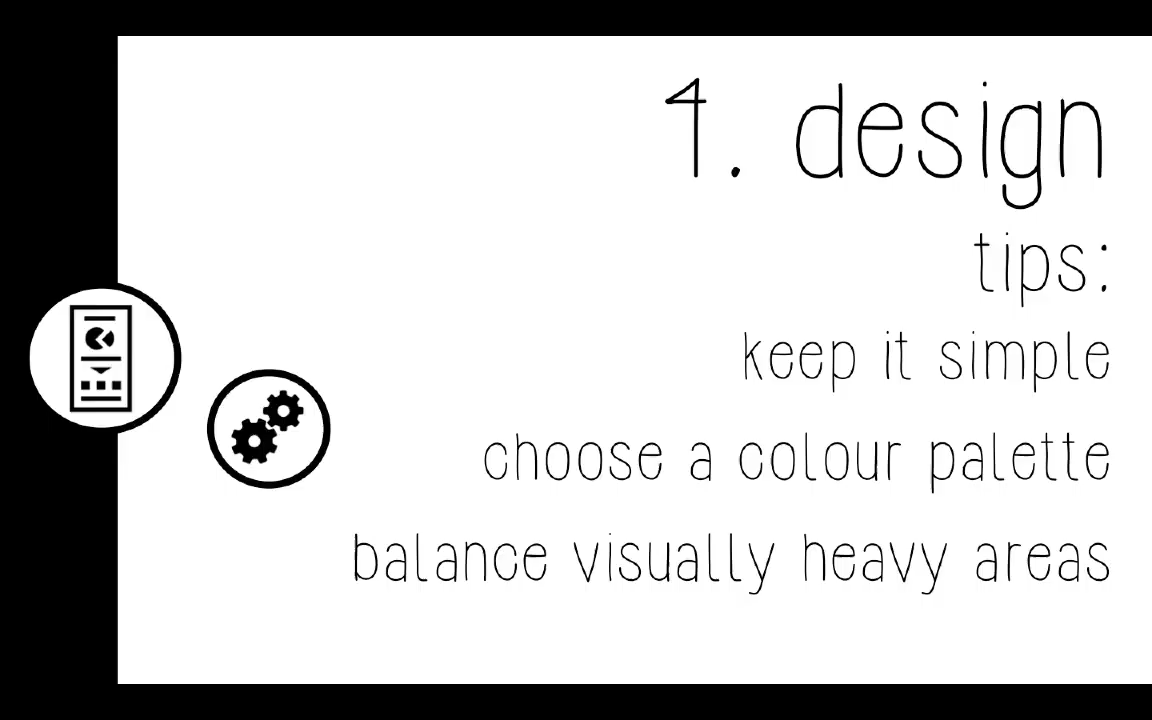 4. design
tips:
keep it simple
choose a colour palette
balance visually heavy areas